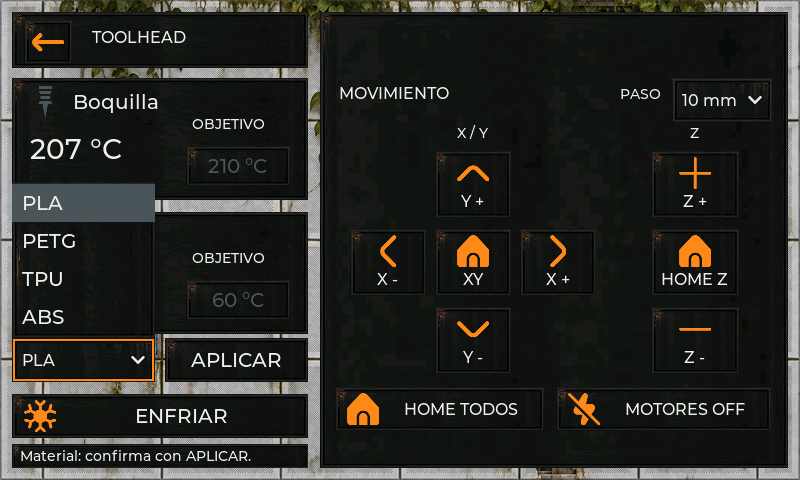 TOOLHEAD
Boquilla
207 °C
OBJETIVO
210 °C
PLA
PETG
TPU
ABS
OBJETIVO
60 °C
PLA
APLICAR
ENFRIAR
Material: confirma con APLICAR.
MOVIMIENTO
PASO
10 mm
X / Y
Z
Y +
Z +
X -
XY
X +
HOME Z
Y -
Z -
HOME TODOS
MOTORES OFF